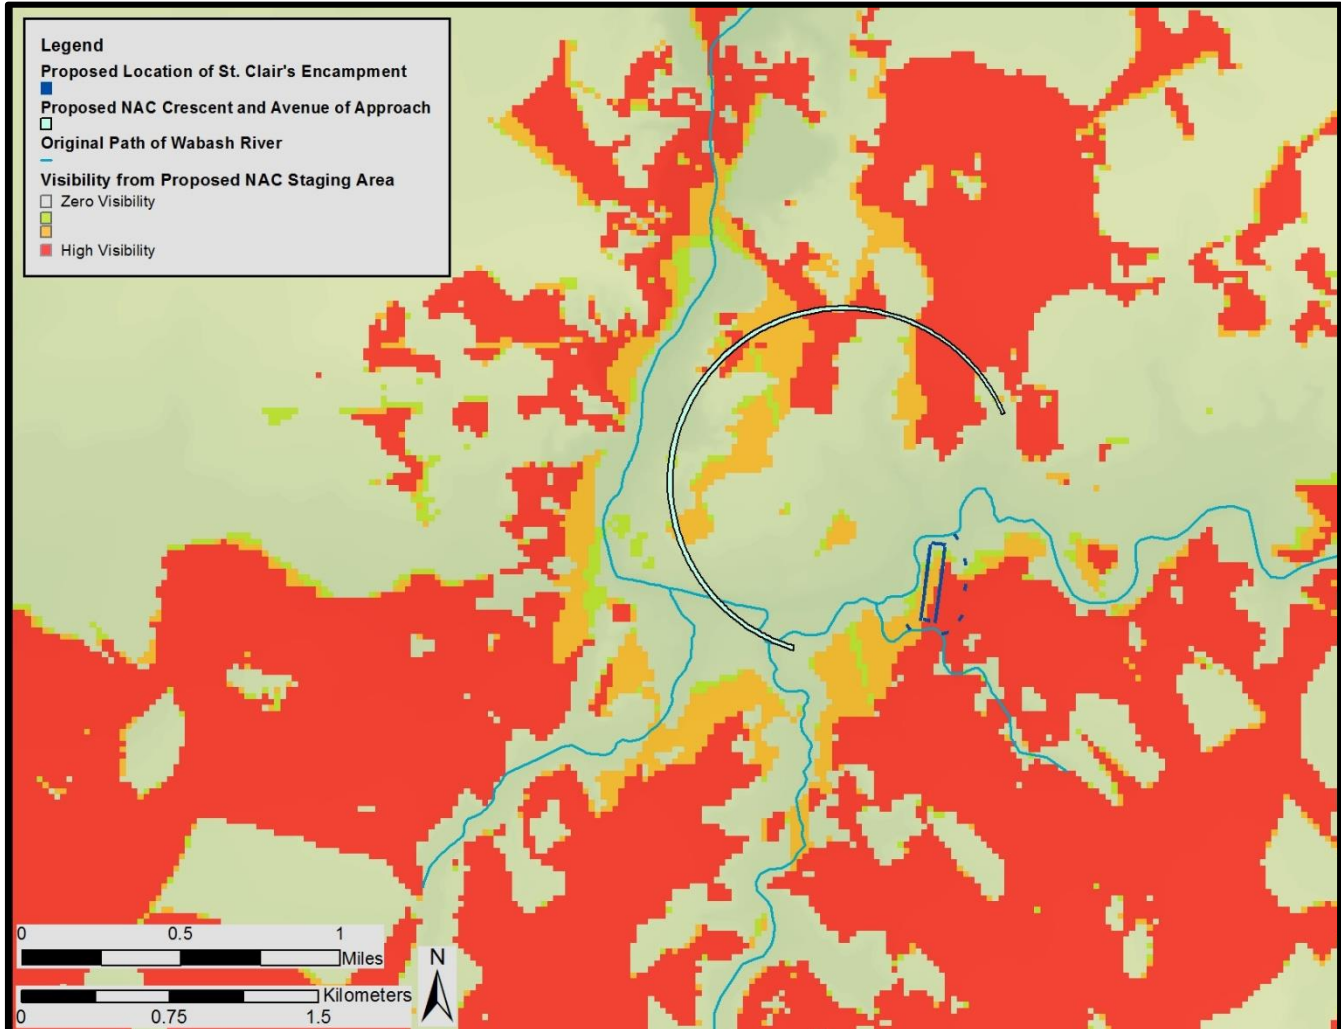 Legend
Proposed Location of St. Clair's Encampment
Proposed NAC Crescent and Avenue of Approach
Original Path of Wabash River
Visibility from Proposed NAC Staging Area
Zero Visibility
High Visibility
0 0.5 1
Miles
N
Kilometers
0 0.75 1.5